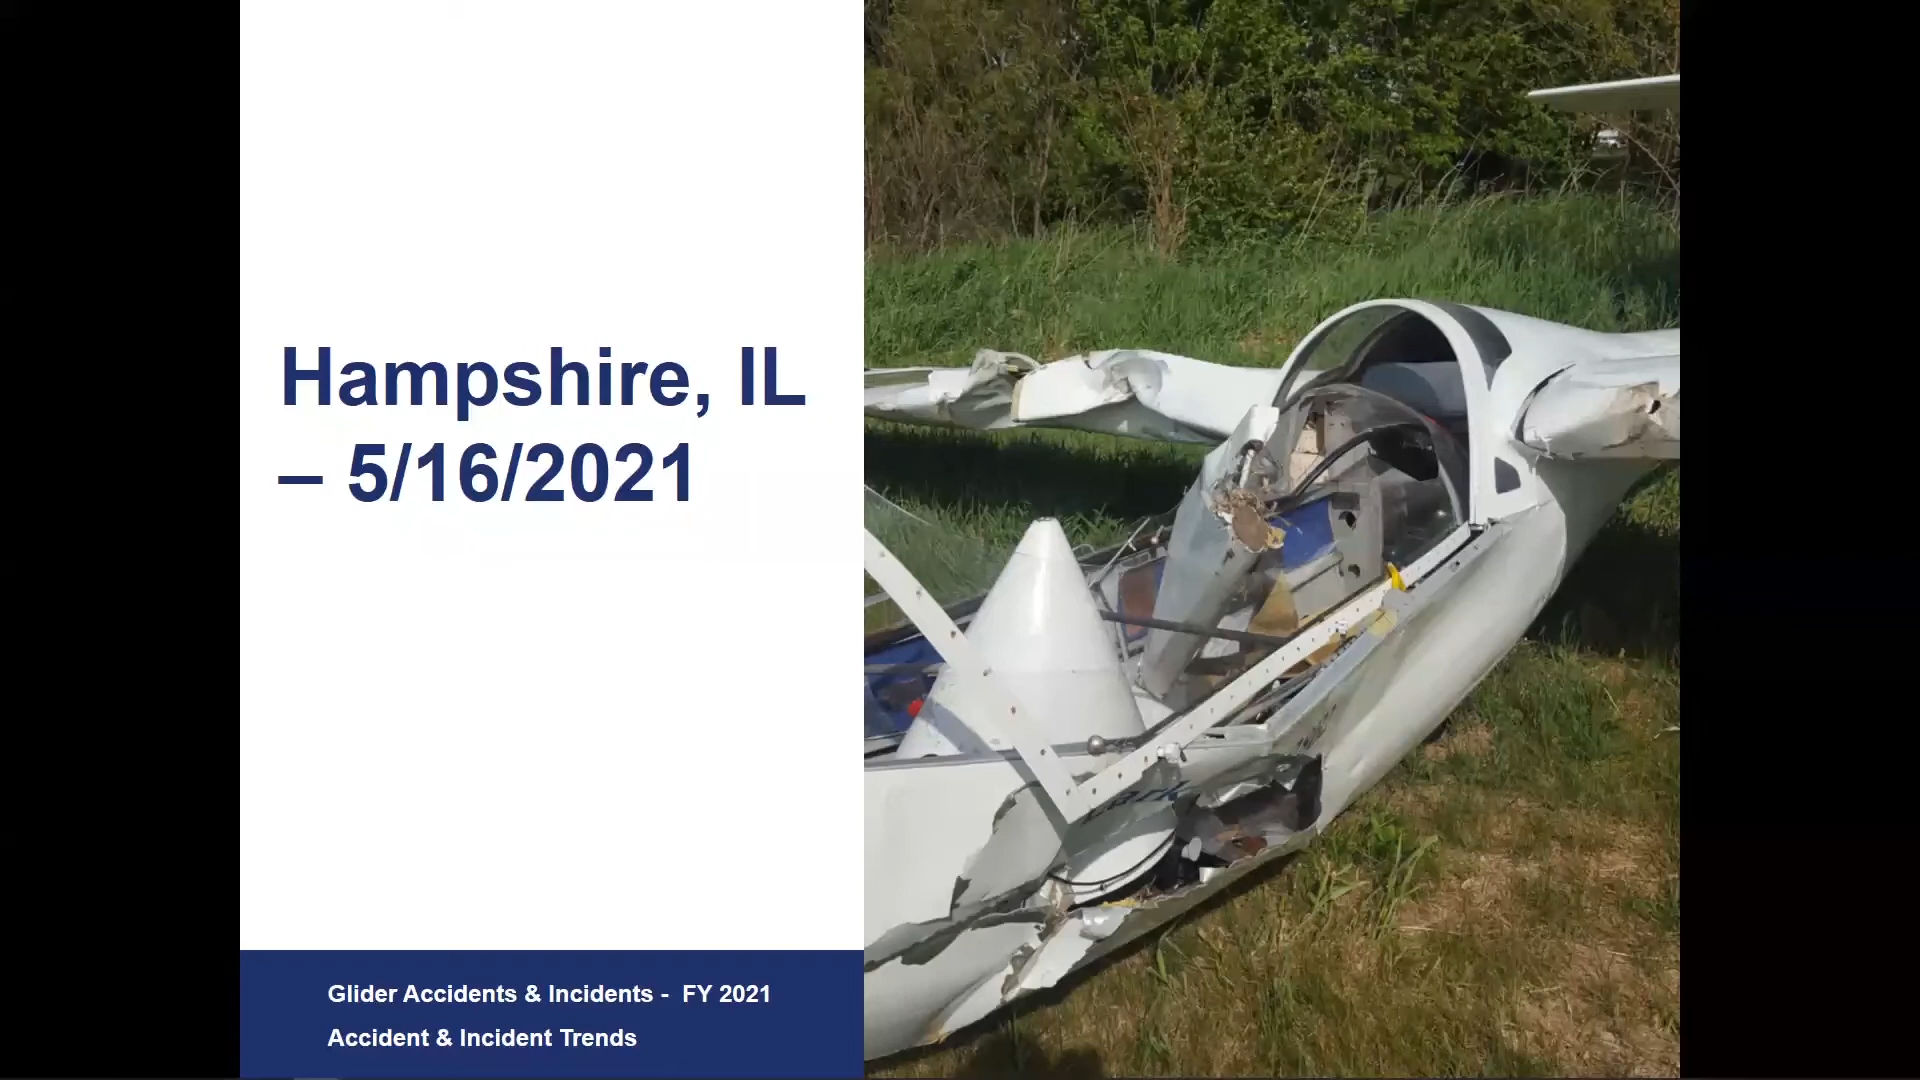 Hampshire, IL
– 5/16/2021
Glider Accidents & Incidents - FY 2021
Accident & Incident Trends